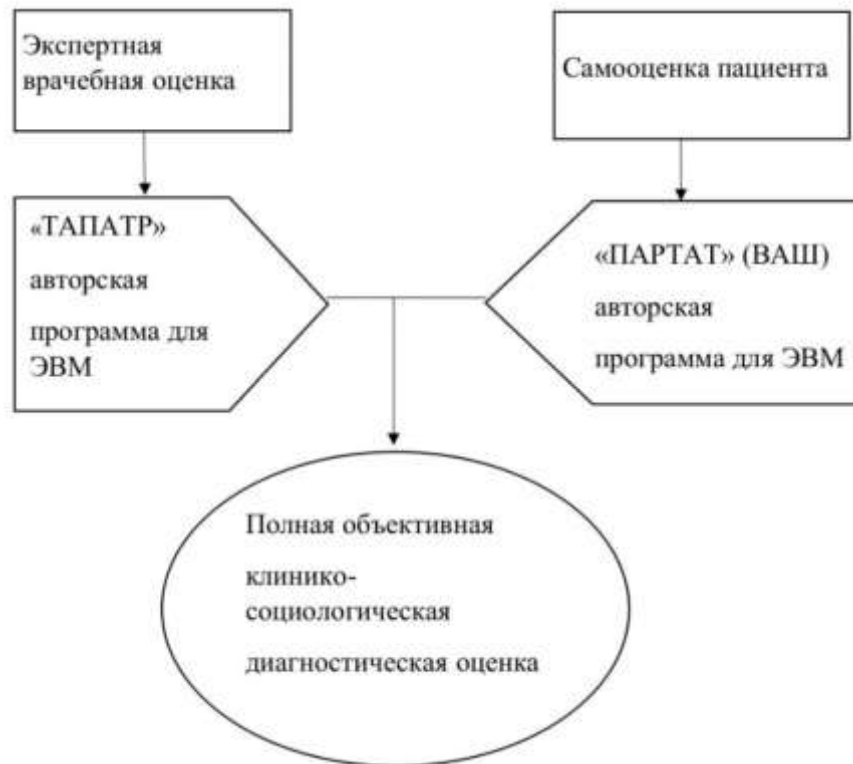 Экспертная
врачебная оценка
Самооценка пациента
«ТАПАТР»
авторская
программа для
ЭВМ
«ПАРТАТ» (ВАШ)
авторская
программа для ЭВМ
Полная объективная
клинико-
социологическая
диагностическая оценка